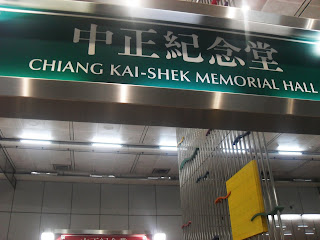 中正紀念堂
CHIANG KAI-SHEK MEMORIAL HALL